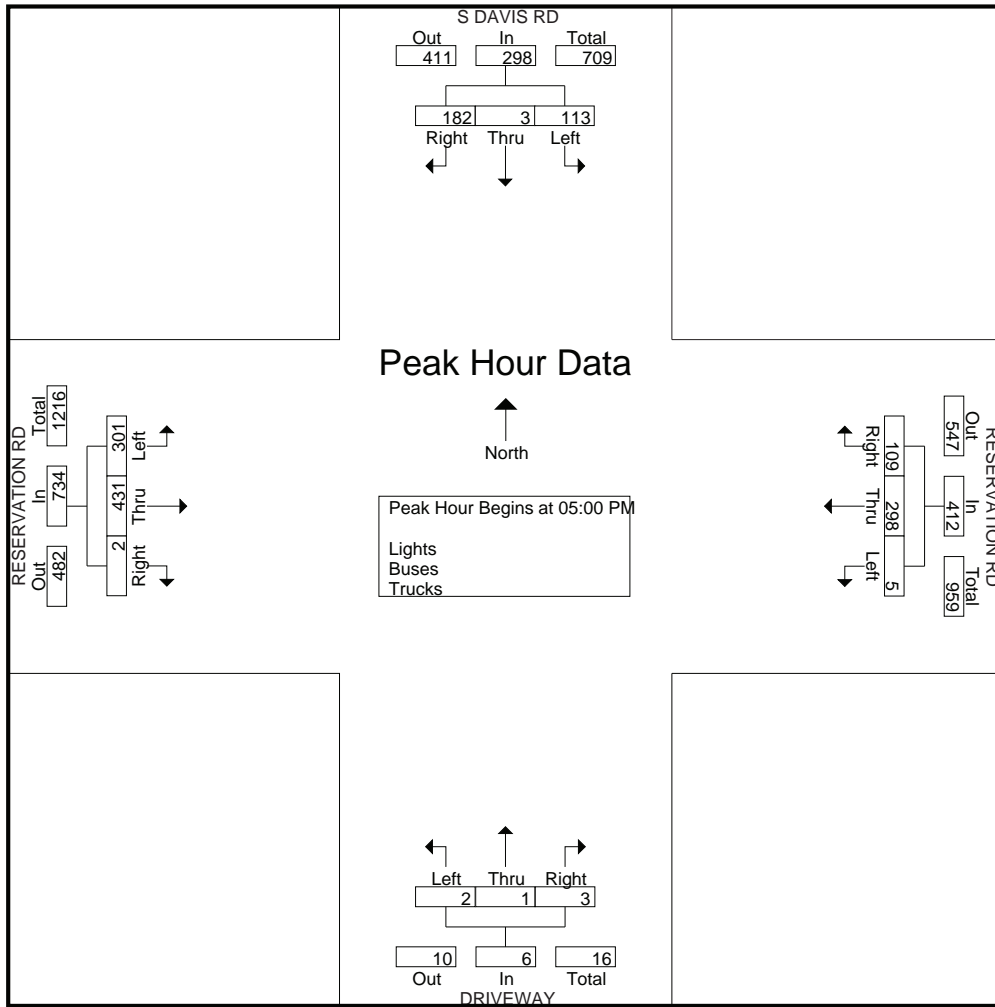 S DAVIS RD
Out In Total
411 298 709
182 3 113
Right Thru Left
Peak Hour Data
North
Peak Hour Begins at 05:00 PM
Lights
Buses
Trucks
RESERVATION RD
Out In Total
482 734 1216
Right Thru Left
2 431 301
RESERVATION RD
Out In Total
547 412 959
Right Thru Left
109 298 5
Left Thru Right
2 1 3
10 6 16
Out In Total
DRIVEWAY